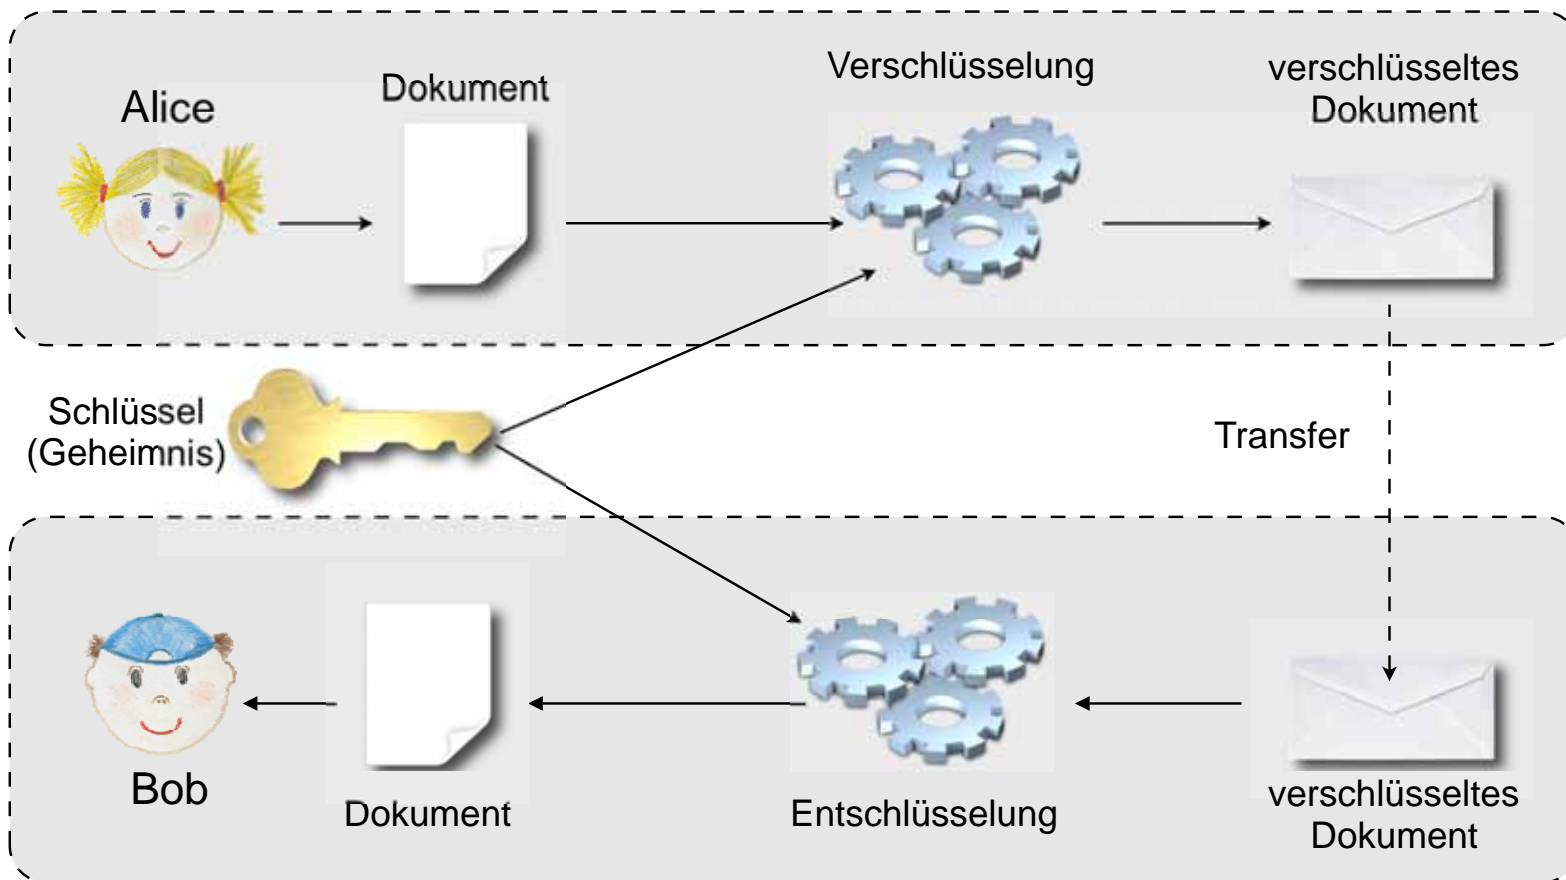 Alice
Dokument
Verschlüsselung
verschlüsseltes
Dokument
Schlüssel
(Geheimnis)
Transfer
Bob
Dokument
Entschlüsselung
verschlüsseltes
Dokument